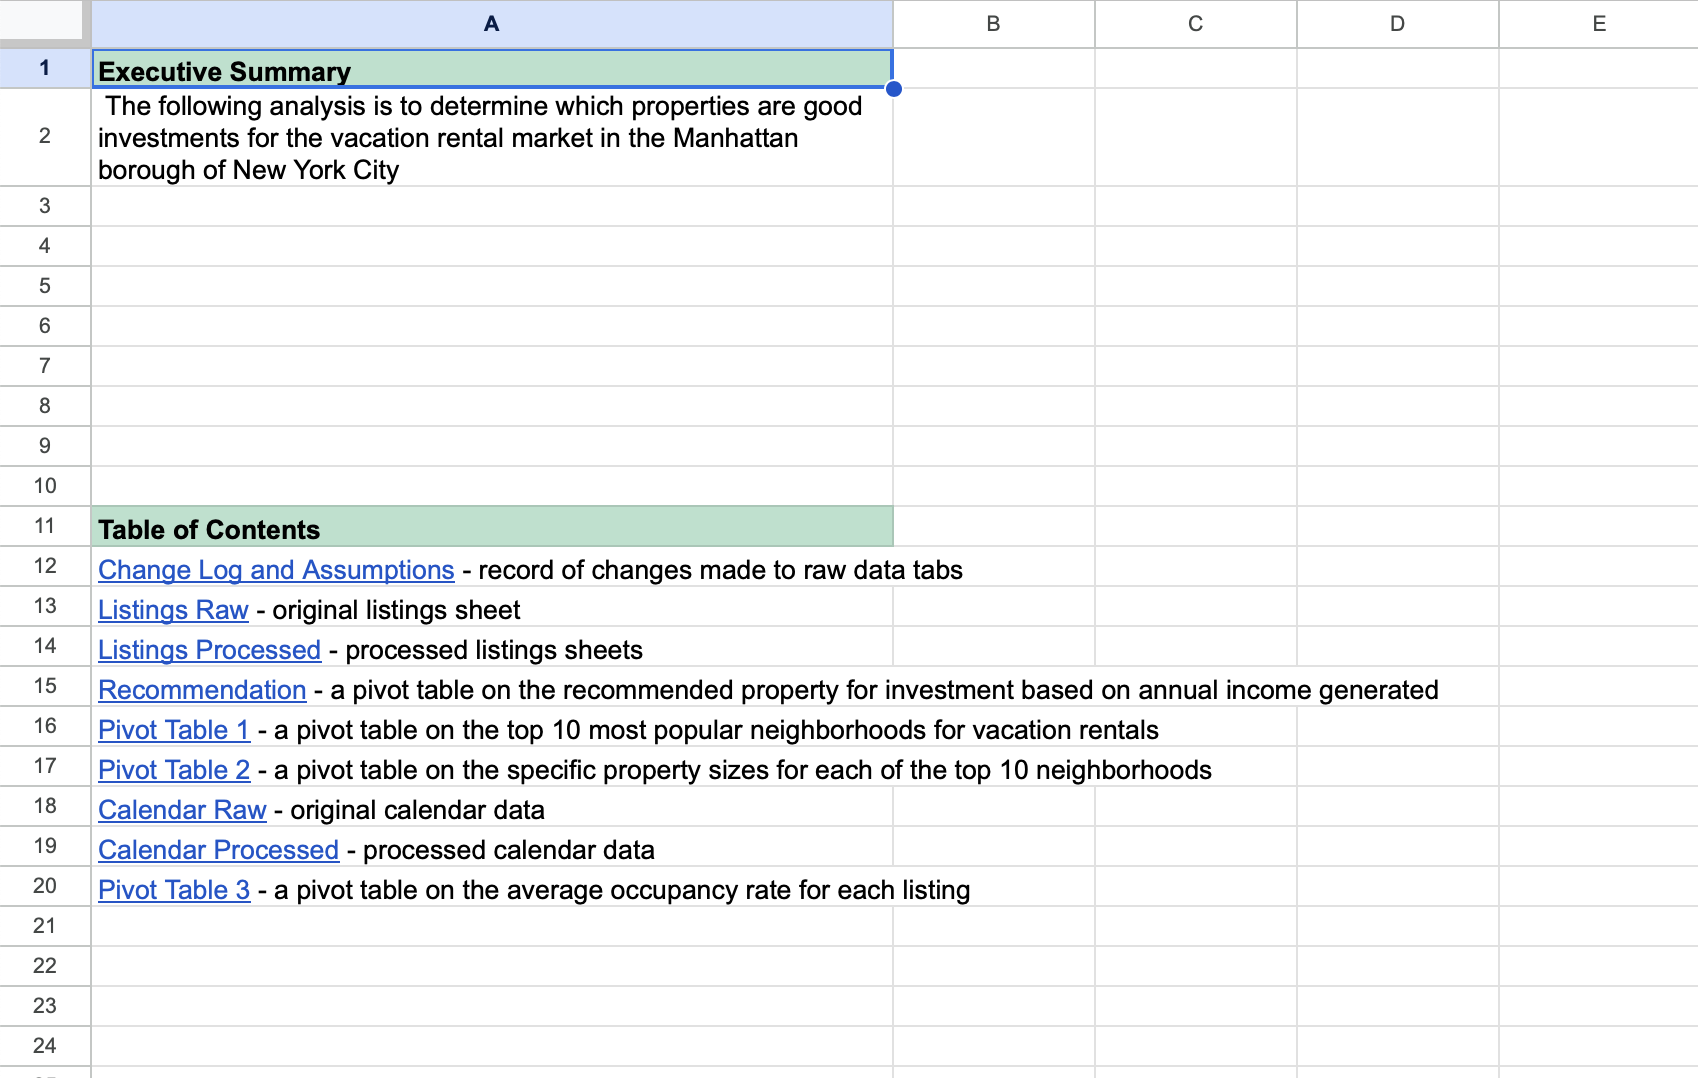 A B C D E
1 Executive Summary
2 The following analysis is to determine which properties are good
investments for the vacation rental market in the Manhattan
borough of New York City
3
4
5
6
7
8
9
10
11 Table of Contents
12 Change Log and Assumptions - record of changes made to raw data tabs
13 Listings Raw - original listings sheet
14 Listings Processed - processed listings sheets
15 Recommendation - a pivot table on the recommended property for investment based on annual income generated
16 Pivot Table 1 - a pivot table on the top 10 most popular neighborhoods for vacation rentals
17 Pivot Table 2 - a pivot table on the specific property sizes for each of the top 10 neighborhoods
18 Calendar Raw - original calendar data
19 Calendar Processed - processed calendar data
20 Pivot Table 3 - a pivot table on the average occupancy rate for each listing
21
22
23
24